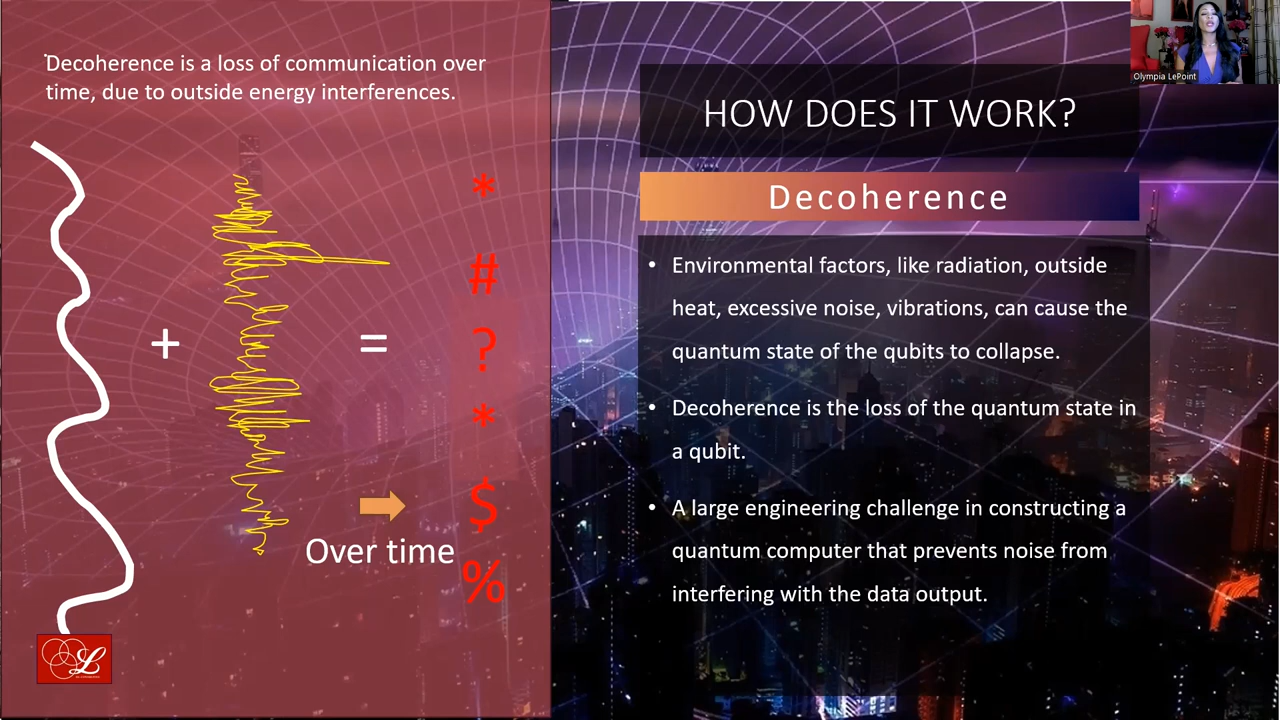 Decoherence is a loss of communication over
time, due to outside energy interferences.
+
=
*
#
?
*
$
%
Over time
L
Olympia LePoint
HOW DOES IT WORK?
Decoherence
• Environmental factors, like radiation, outside
heat, excessive noise, vibrations, can cause the
quantum state of the qubits to collapse.
• Decoherence is the loss of the quantum state in
a qubit.
• A large engineering challenge in constructing a
quantum computer that prevents noise from
interfering with the data output.